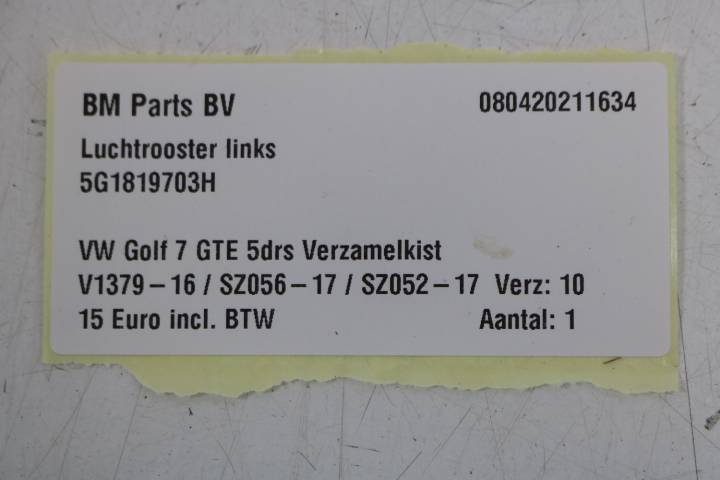 BM Parts BV 080420211634
Luchtrooster links
5G1819703H
VW Golf 7 GTE 5drs Verzamelkist
V1379-16 / SZ056-17 / SZ052-17 Verz: 10
15 Euro incl. BTW Aantal: 1